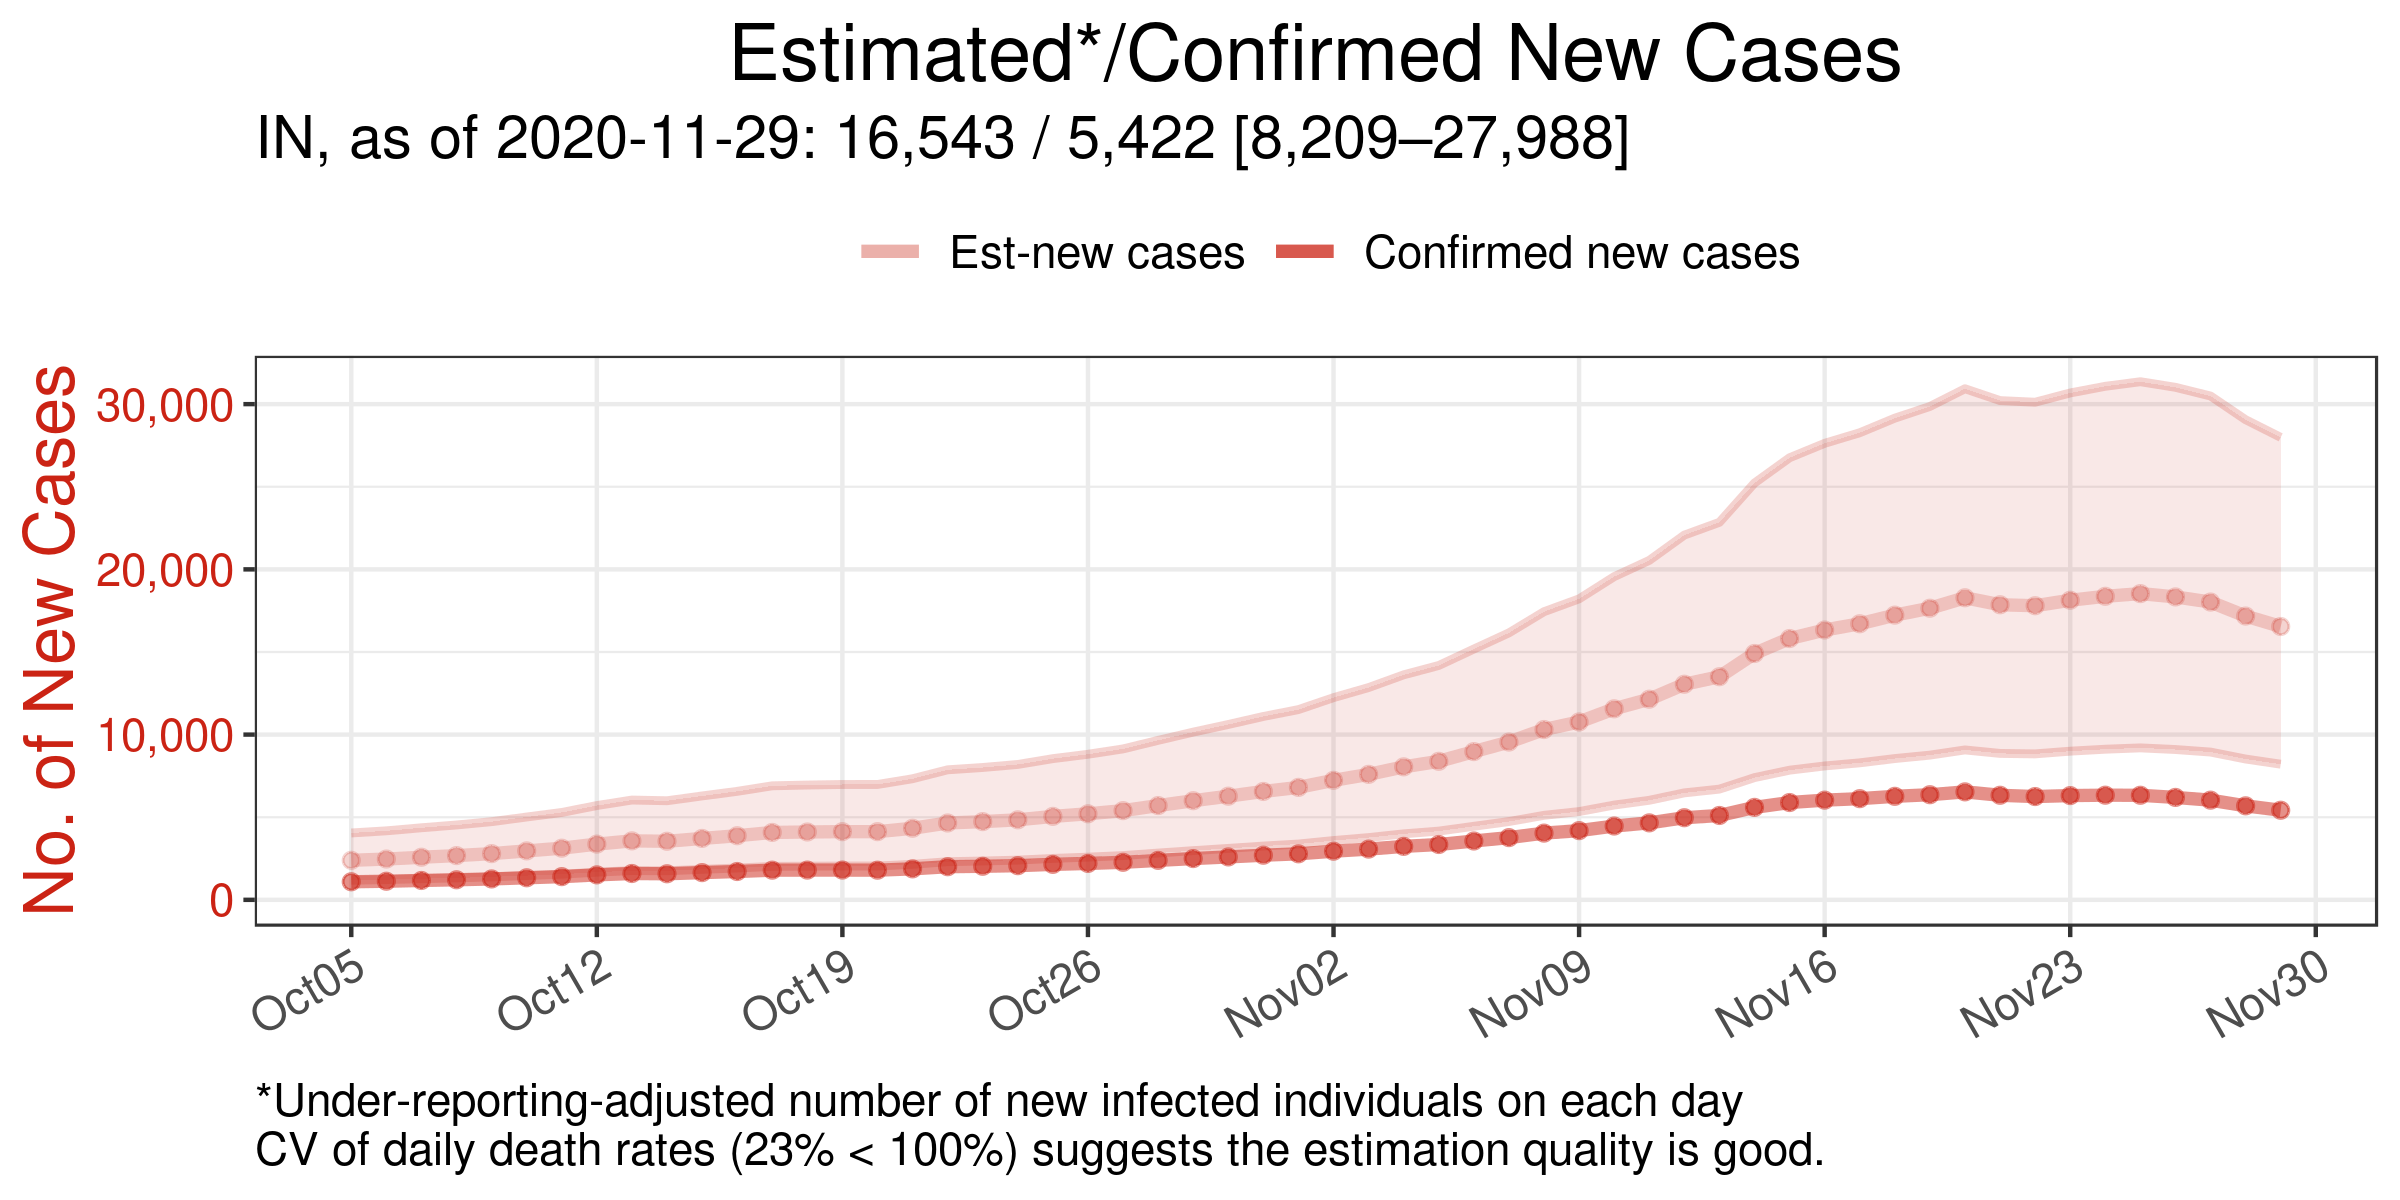 Estimated*/Confirmed New Cases
IN, as of 2020-11-29: 16,543 / 5,422 [8,209–27,988]
Est-new cases
Confirmed new cases
No. of New Cases
30,000
20,000
10,000
0
Oct05
Oct12
Oct19
Oct26
Nov02
Nov09
Nov16
Nov23
Nov30
*Under-reporting-adjusted number of new infected individuals on each day
CV of daily death rates (23% < 100%) suggests the estimation quality is good.